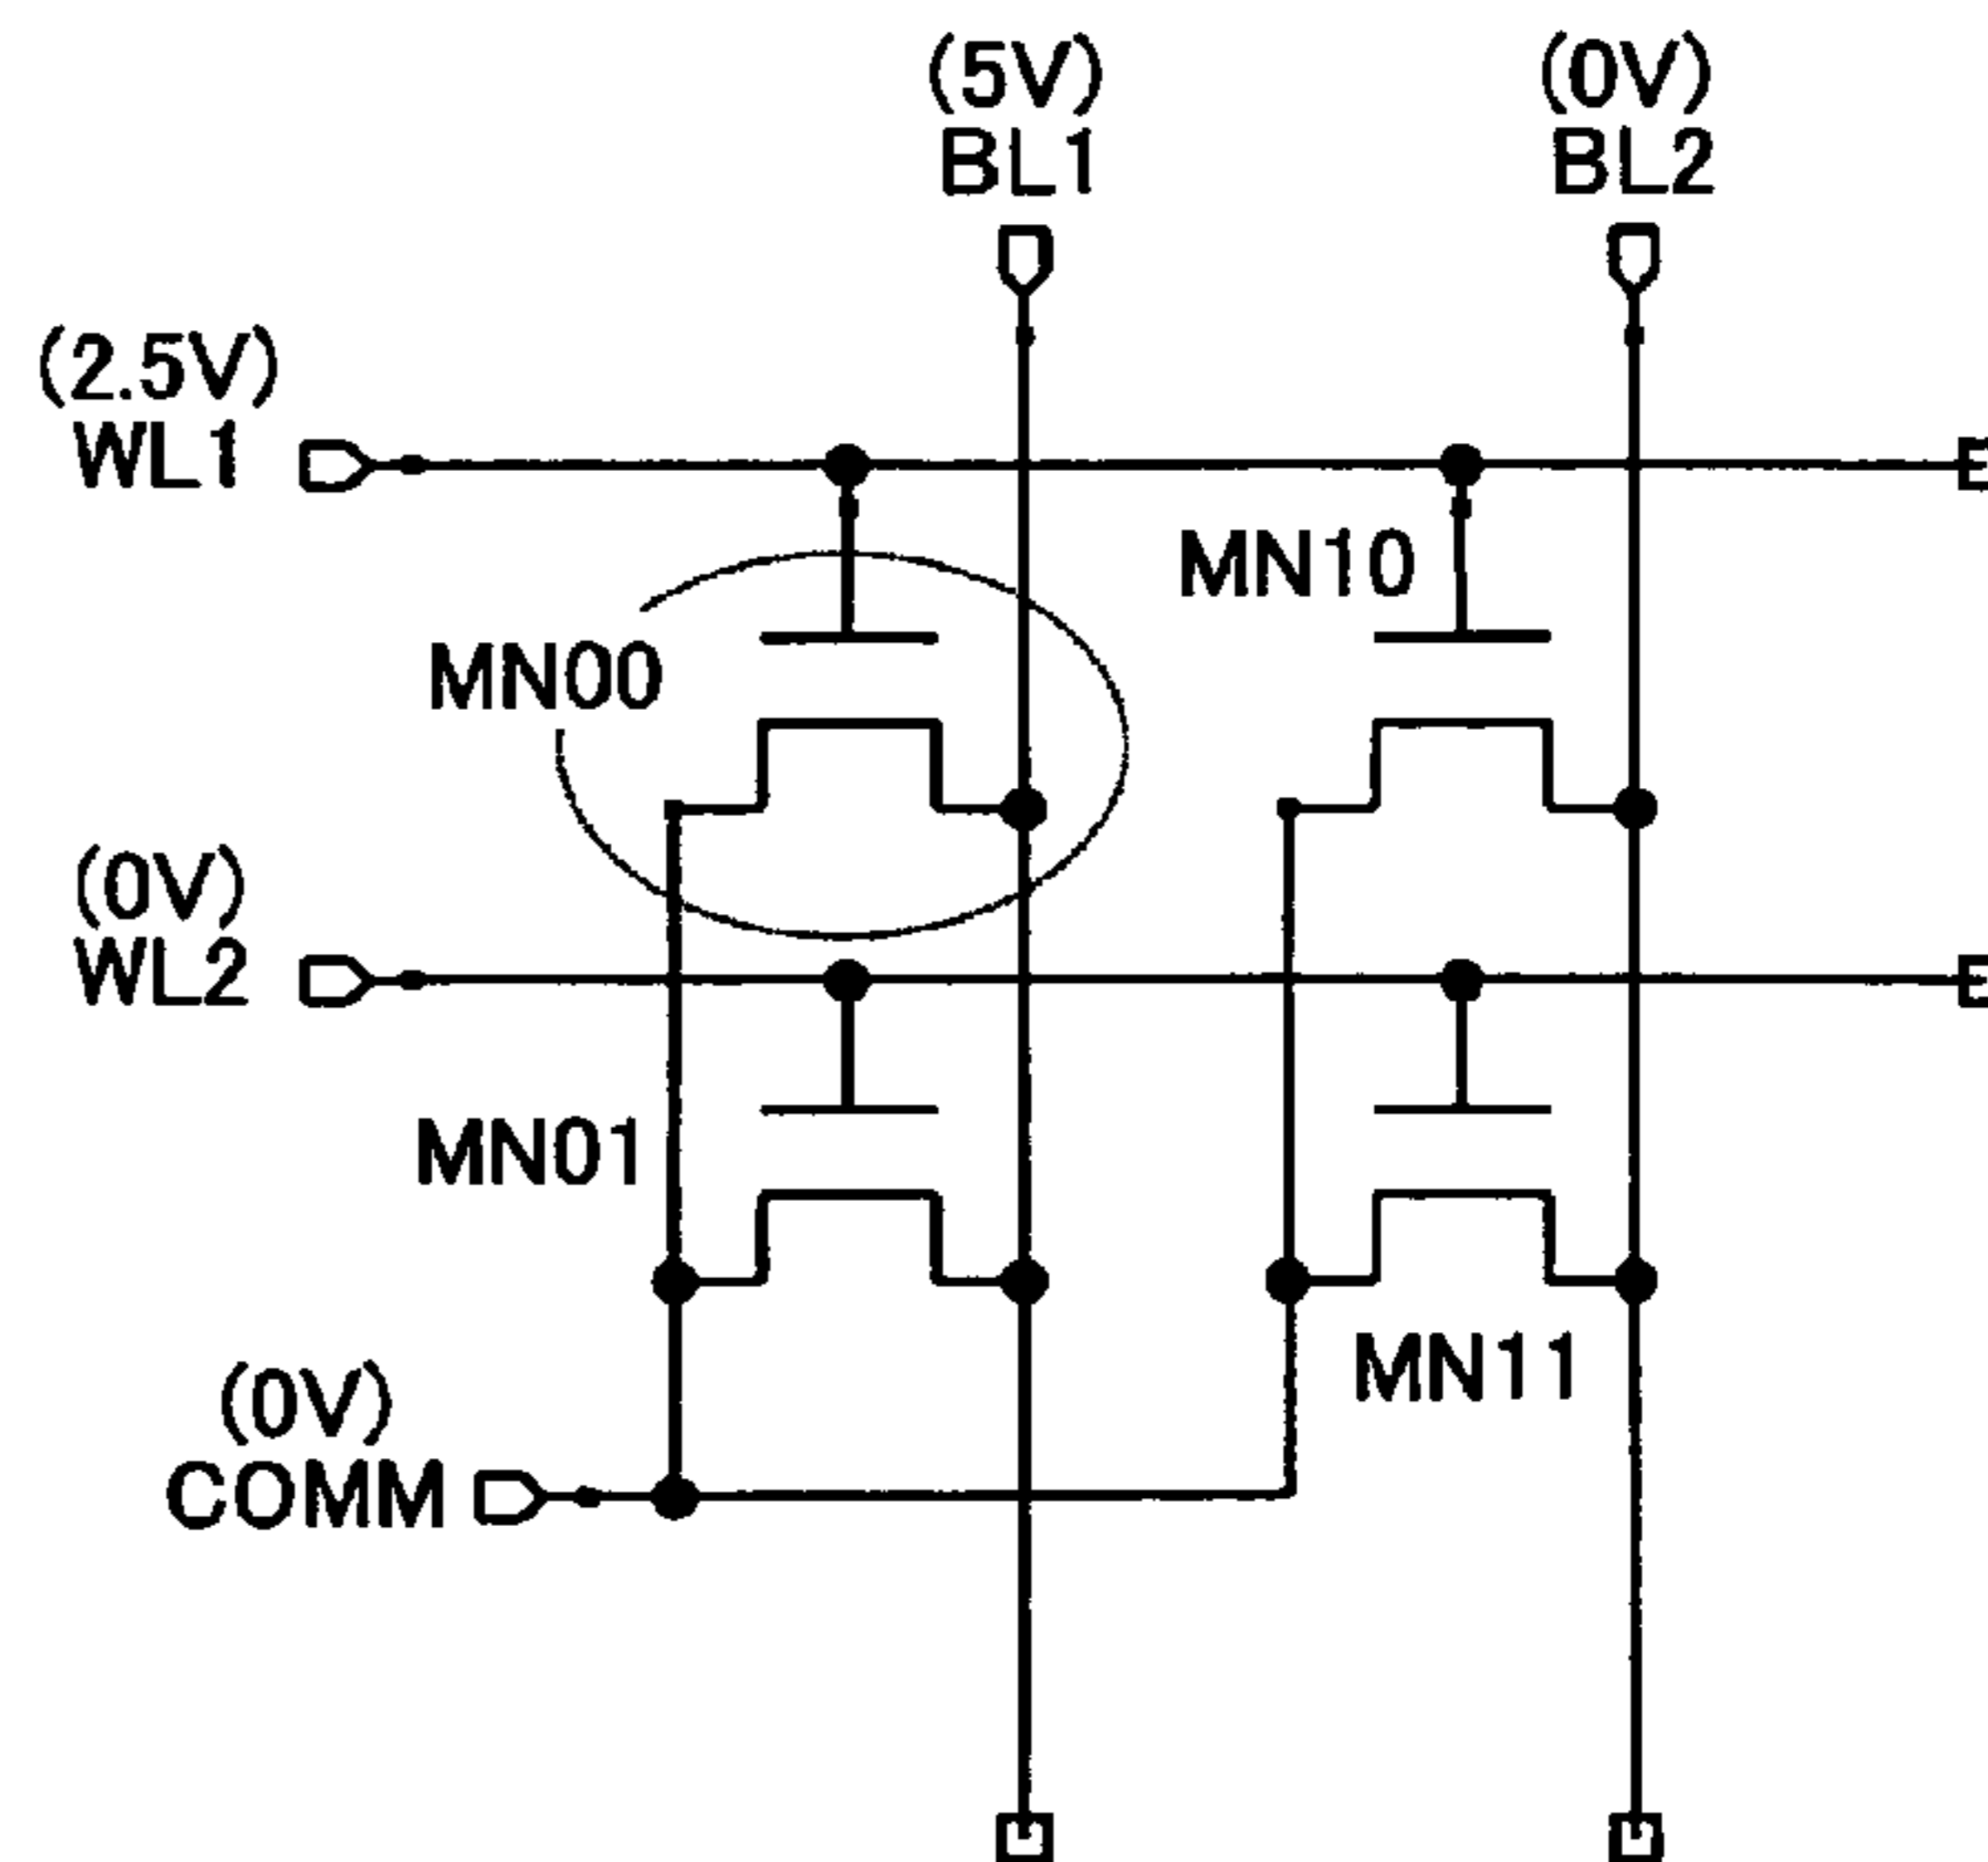 (5V)
BL1
(0V)
BL2
(2.5V)
WL1
MN10
MN00
(0V)
WL2
MN01
MN11
(0V)
COMM